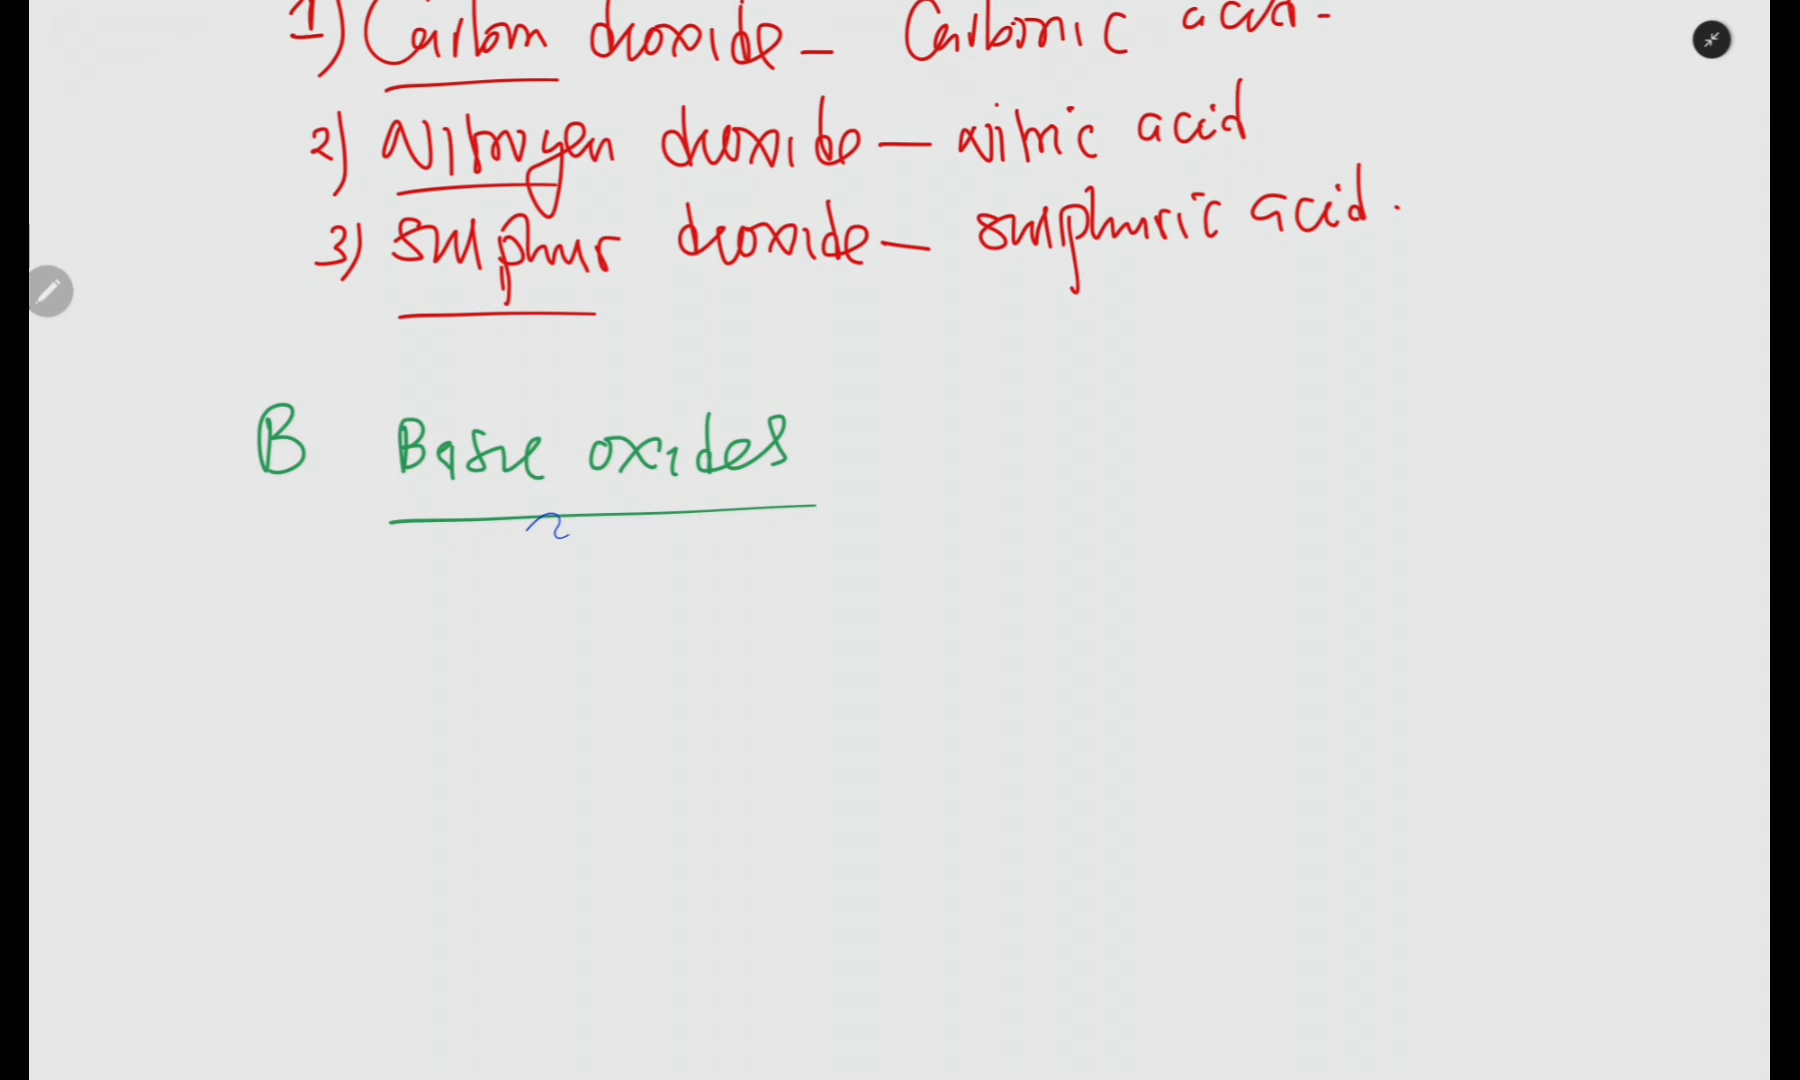 1) Carbon dioxide - Carbonic acid.
2) Nitrogen dioxide - nitric acid
3) sulphur dioxide - sulphuric acid.
B Basic oxides